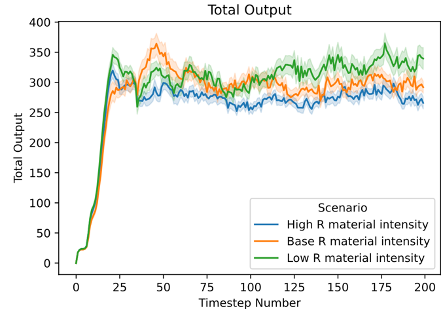 Total Output
400
350
300
250
200
150
100
50
0
Total Output
0 25 50 75 100 125 150 175 200
Timestep Number
Scenario
High R material intensity
Base R material intensity
Low R material intensity